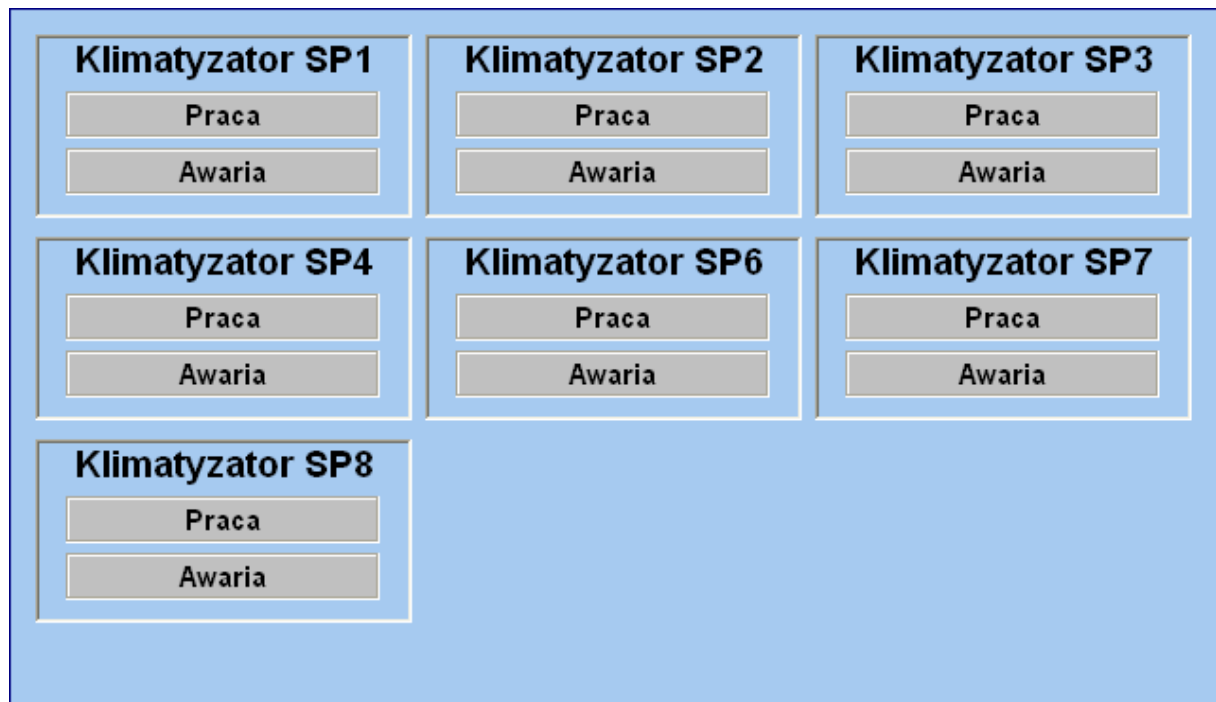 Klimatyzator SP1
Praca
Awaria
Klimatyzator SP2
Praca
Awaria
Klimatyzator SP3
Praca
Awaria
Klimatyzator SP4
Praca
Awaria
Klimatyzator SP6
Praca
Awaria
Klimatyzator SP7
Praca
Awaria
Klimatyzator SP8
Praca
Awaria